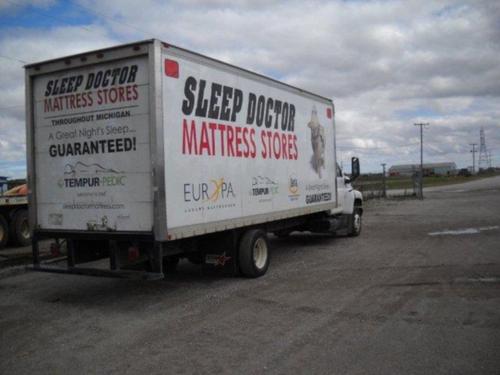 SLEEP DOCTOR
MATTRESS STORES
THROUGHOUT MICHIGAN
A Great Night's Sleep...
GUARANTEED!
TEMPUR-PEDIC
SLEEP DOCTOR
MATTRESS STORES
EUROPA
TEMPUR-PEDIC
GUARANTEED!